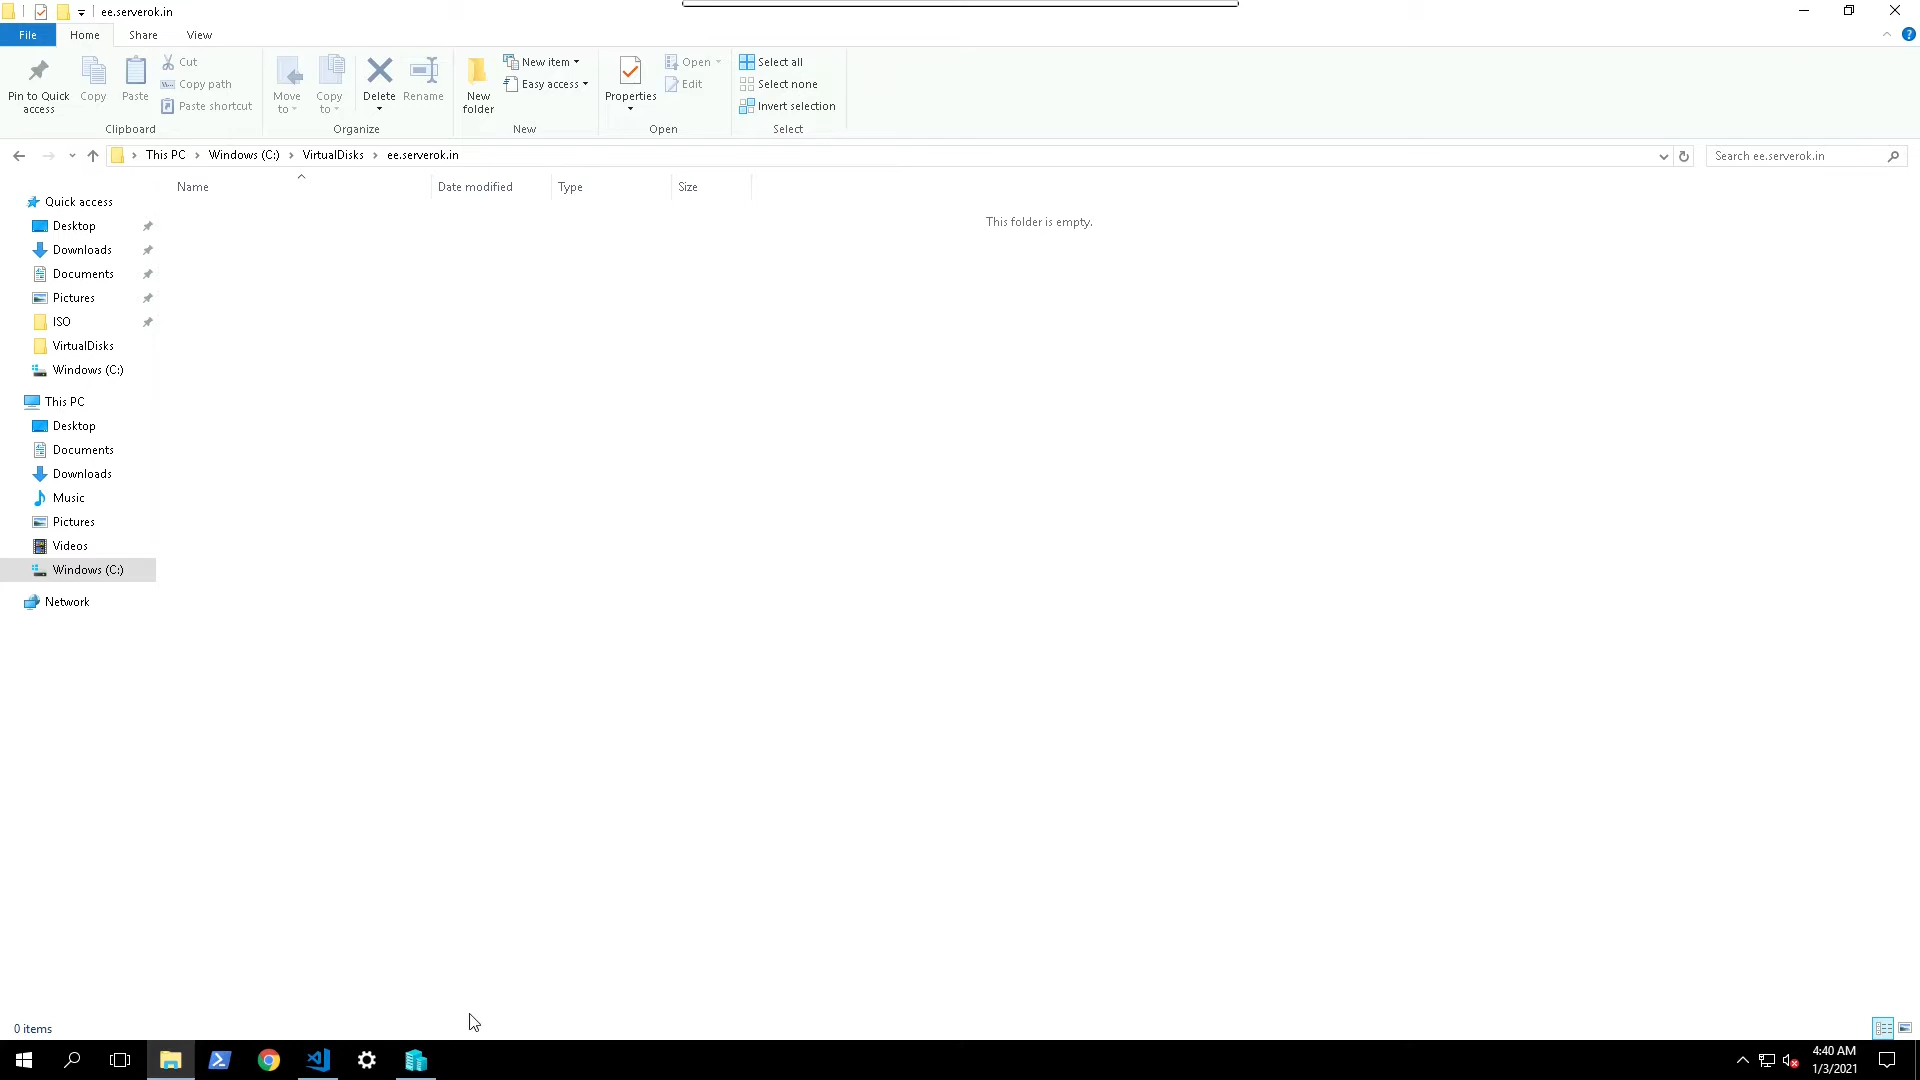 ee.serverok.in
File Home Share View
Pin to Quick access
Copy
Paste
Cut
Copy path
Paste shortcut
Move to
Copy to
Delete
Rename
New folder
New item
Easy access
Properties
Open
Edit
Select all
Select none
Invert selection
Clipboard Organize New Open Select
This PC Windows (C:) VirtualDisks ee.serverok.in
Search ee.serverok.in
Name Date modified Type Size
This folder is empty.
Quick access
Desktop
Downloads
Documents
Pictures
ISO
VirtualDisks
Windows (C:)
This PC
Desktop
Documents
Downloads
Music
Pictures
Videos
Windows (C:)
Network
0 items
4:40 AM
1/3/2021